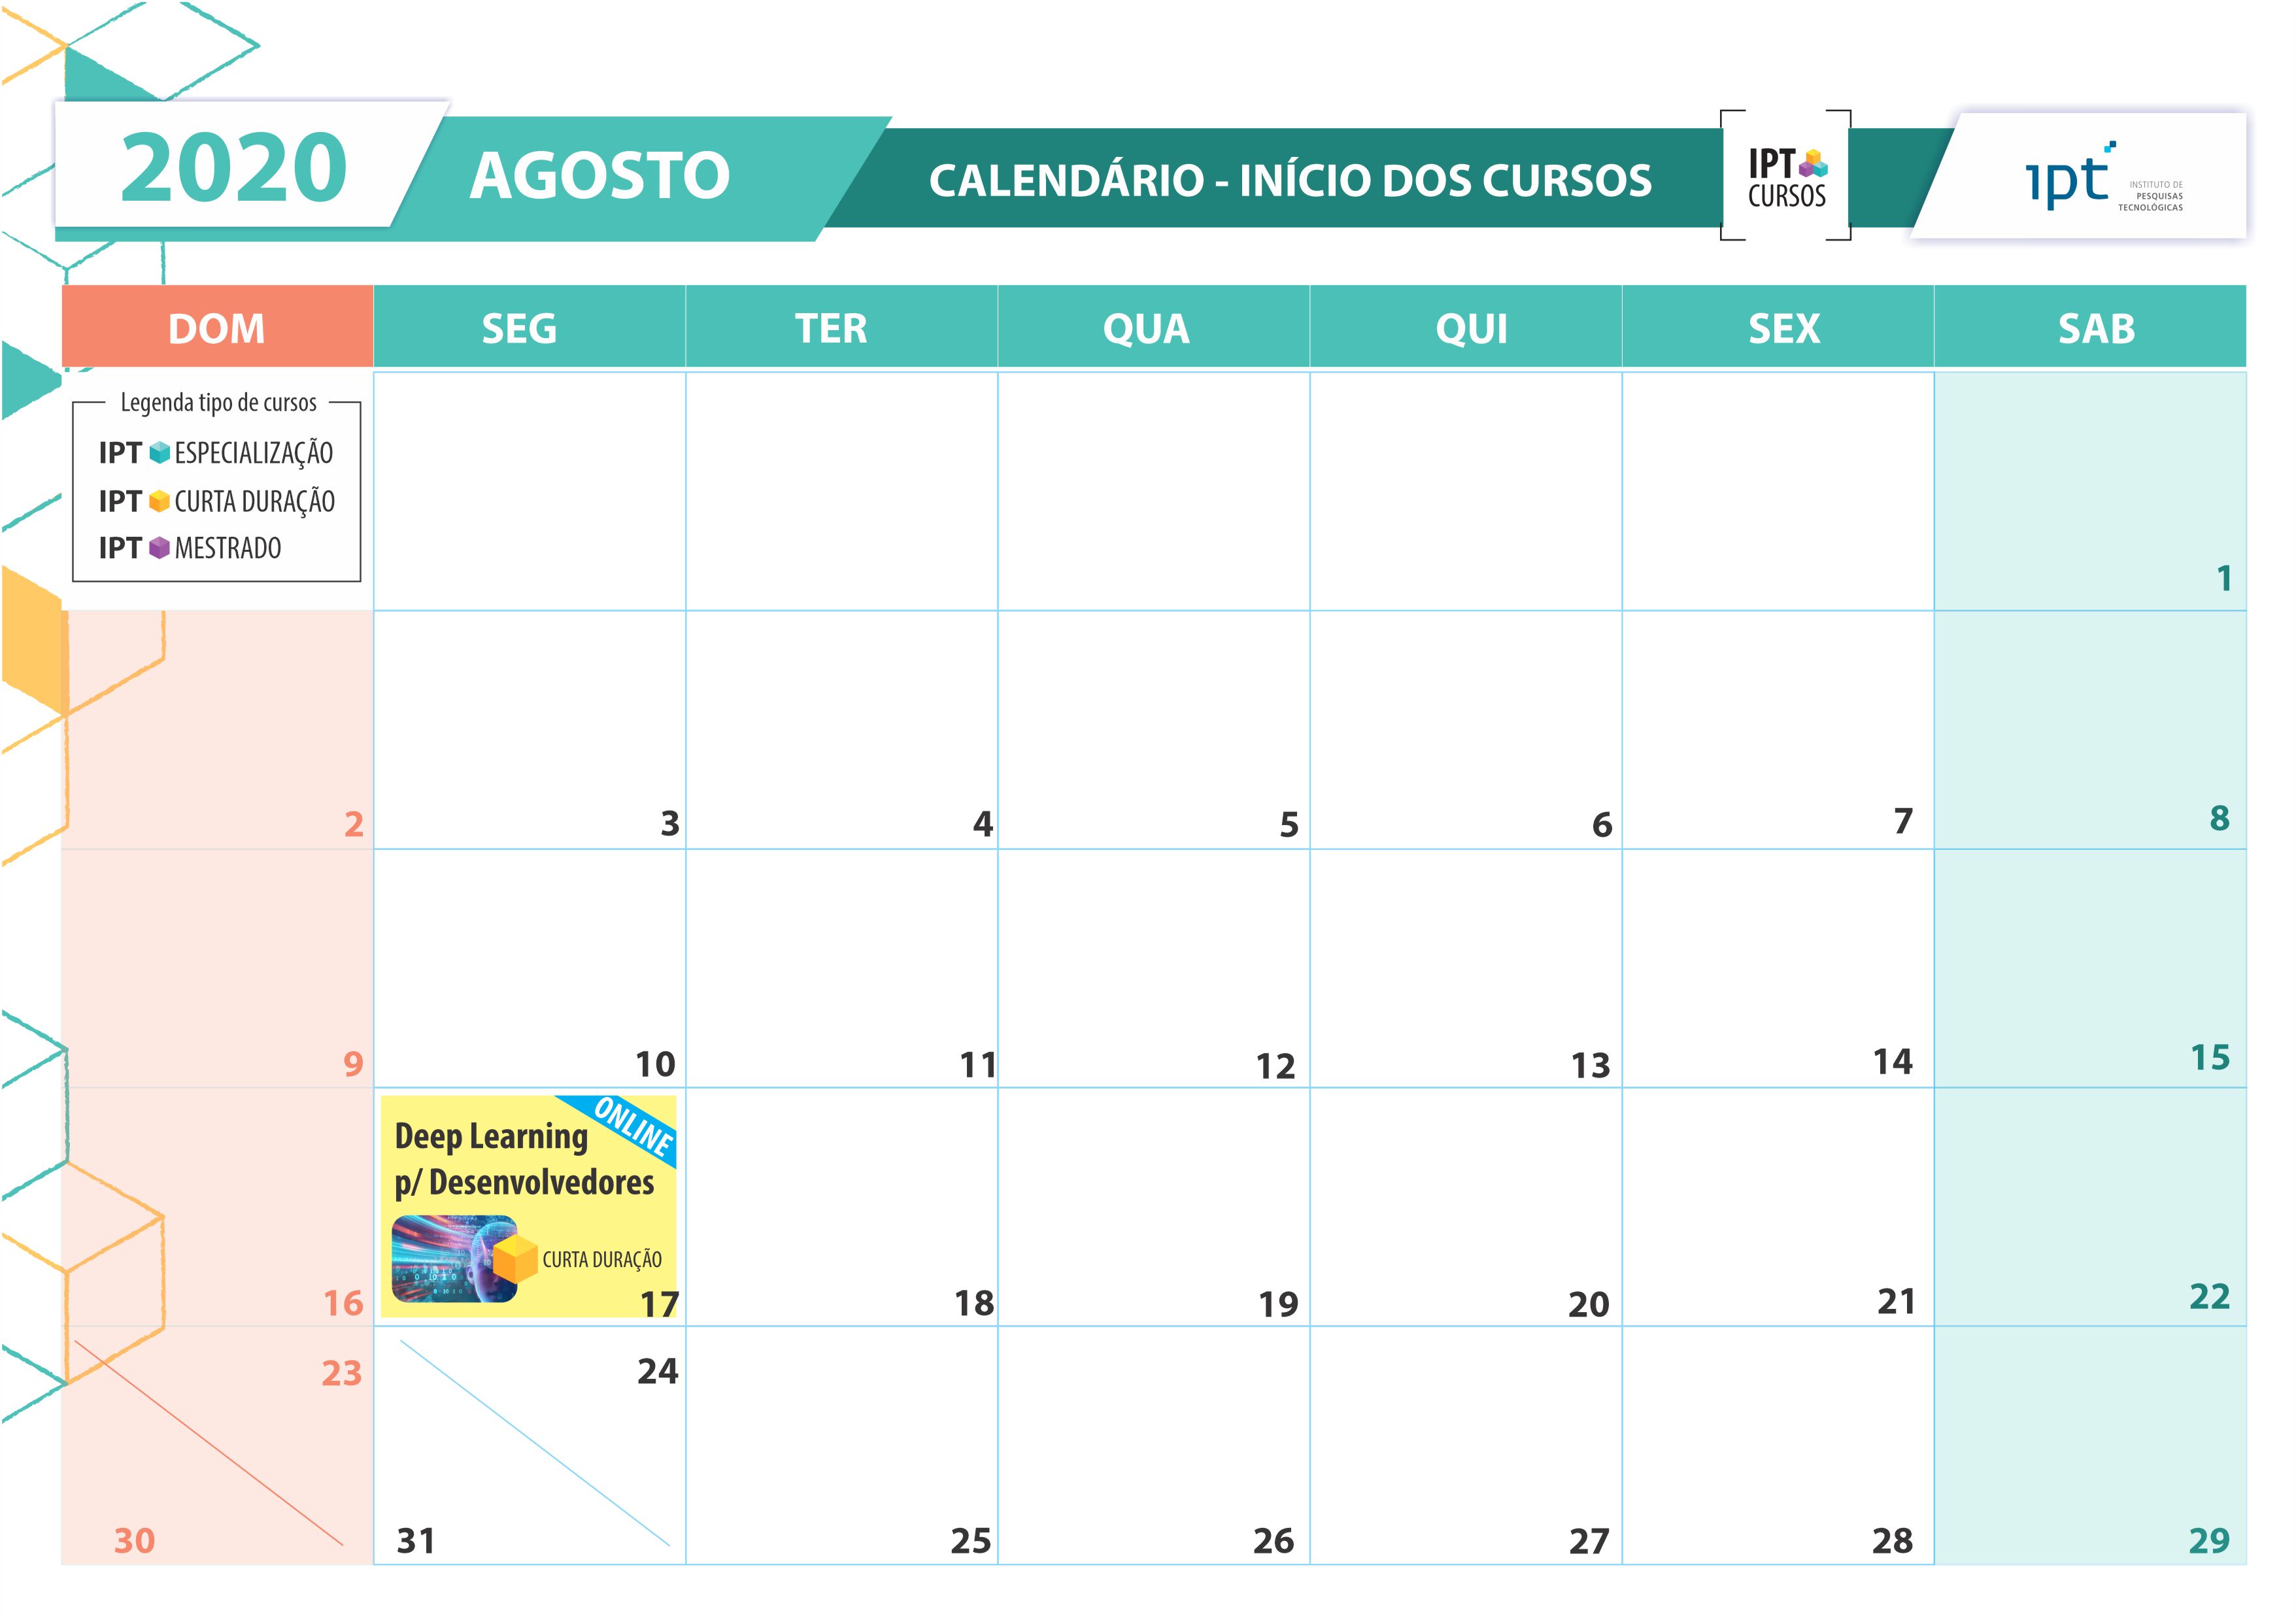 2020
AGOSTO
CALENDÁRIO - INÍCIO DOS CURSOS
IPT
CURSOS
ipt
INSTITUTO DE
PESQUISAS
TECNOLÓGICAS
DOM SEG TER QUA QUI SEX SAB
Legenda tipo de cursos
IPT ESPECIALIZAÇÃO
IPT CURTA DURAÇÃO
IPT MESTRADO
1
2 3 4 5 6 7 8
9 10 11 12 13 14 15
ONLINE
Deep Learning
p/ Desenvolvedores
CURTA DURAÇÃO
16 17 18 19 20 21 22
23 24
30 31 25 26 27 28 29